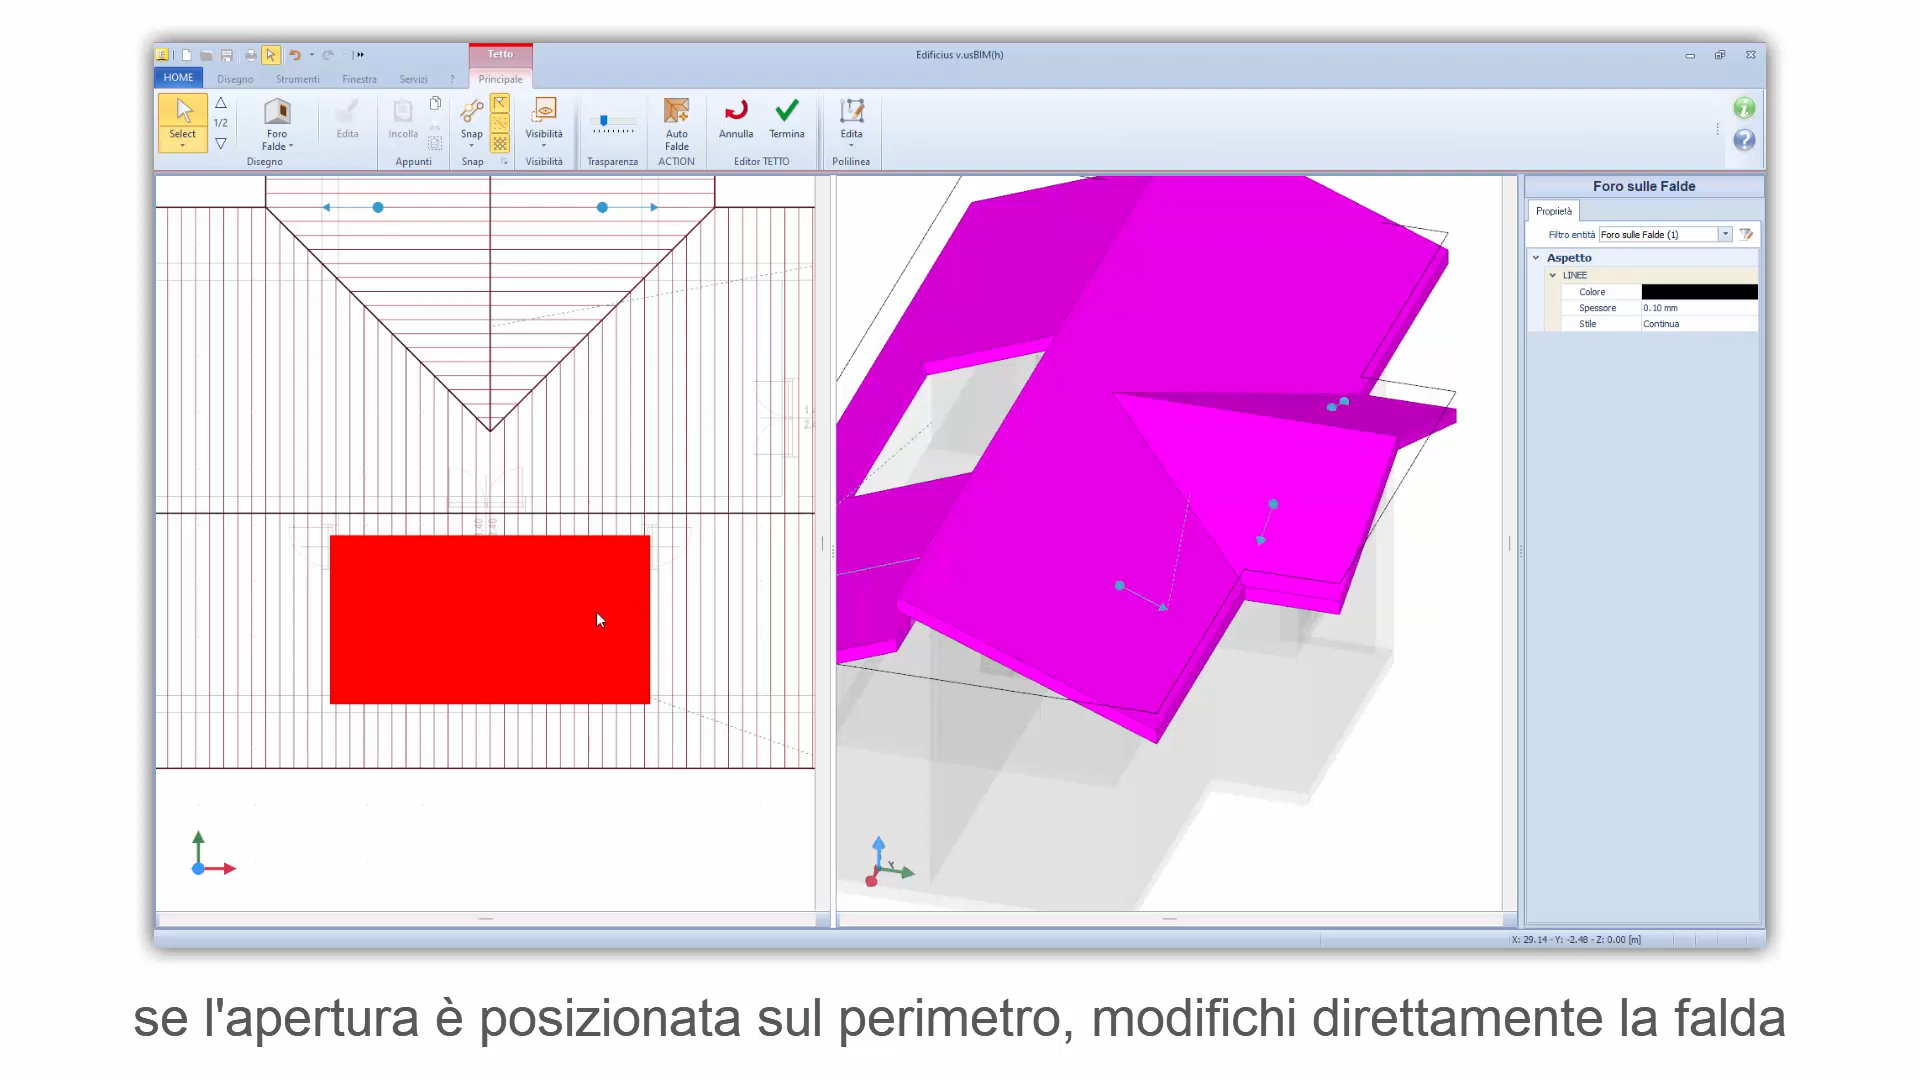 Tetto
Edificius v.usBIM(h)
HOME
Disegno
Strumenti
Finestra
Servizi
?
Principale
Select
1/2
Foro
Falde
Disegno
Edita
Incolla
Appunti
Snap
Snap
Visibilità
Visibilità
Trasparenza
Auto
Falde
ACTION
Annulla
Termina
Editor TETTO
Edita
Polilinea
Foro sulle Falde
Proprietà
Filtro entità
Foro sulle Falde (1)
Aspetto
LINEE
Colore
Spessore
0.10 mm
Stile
Continua
Y
X: 29.14 - Y: -2.48 - Z: 0.00 [m]
se l'apertura è posizionata sul perimetro, modifichi direttamente la falda